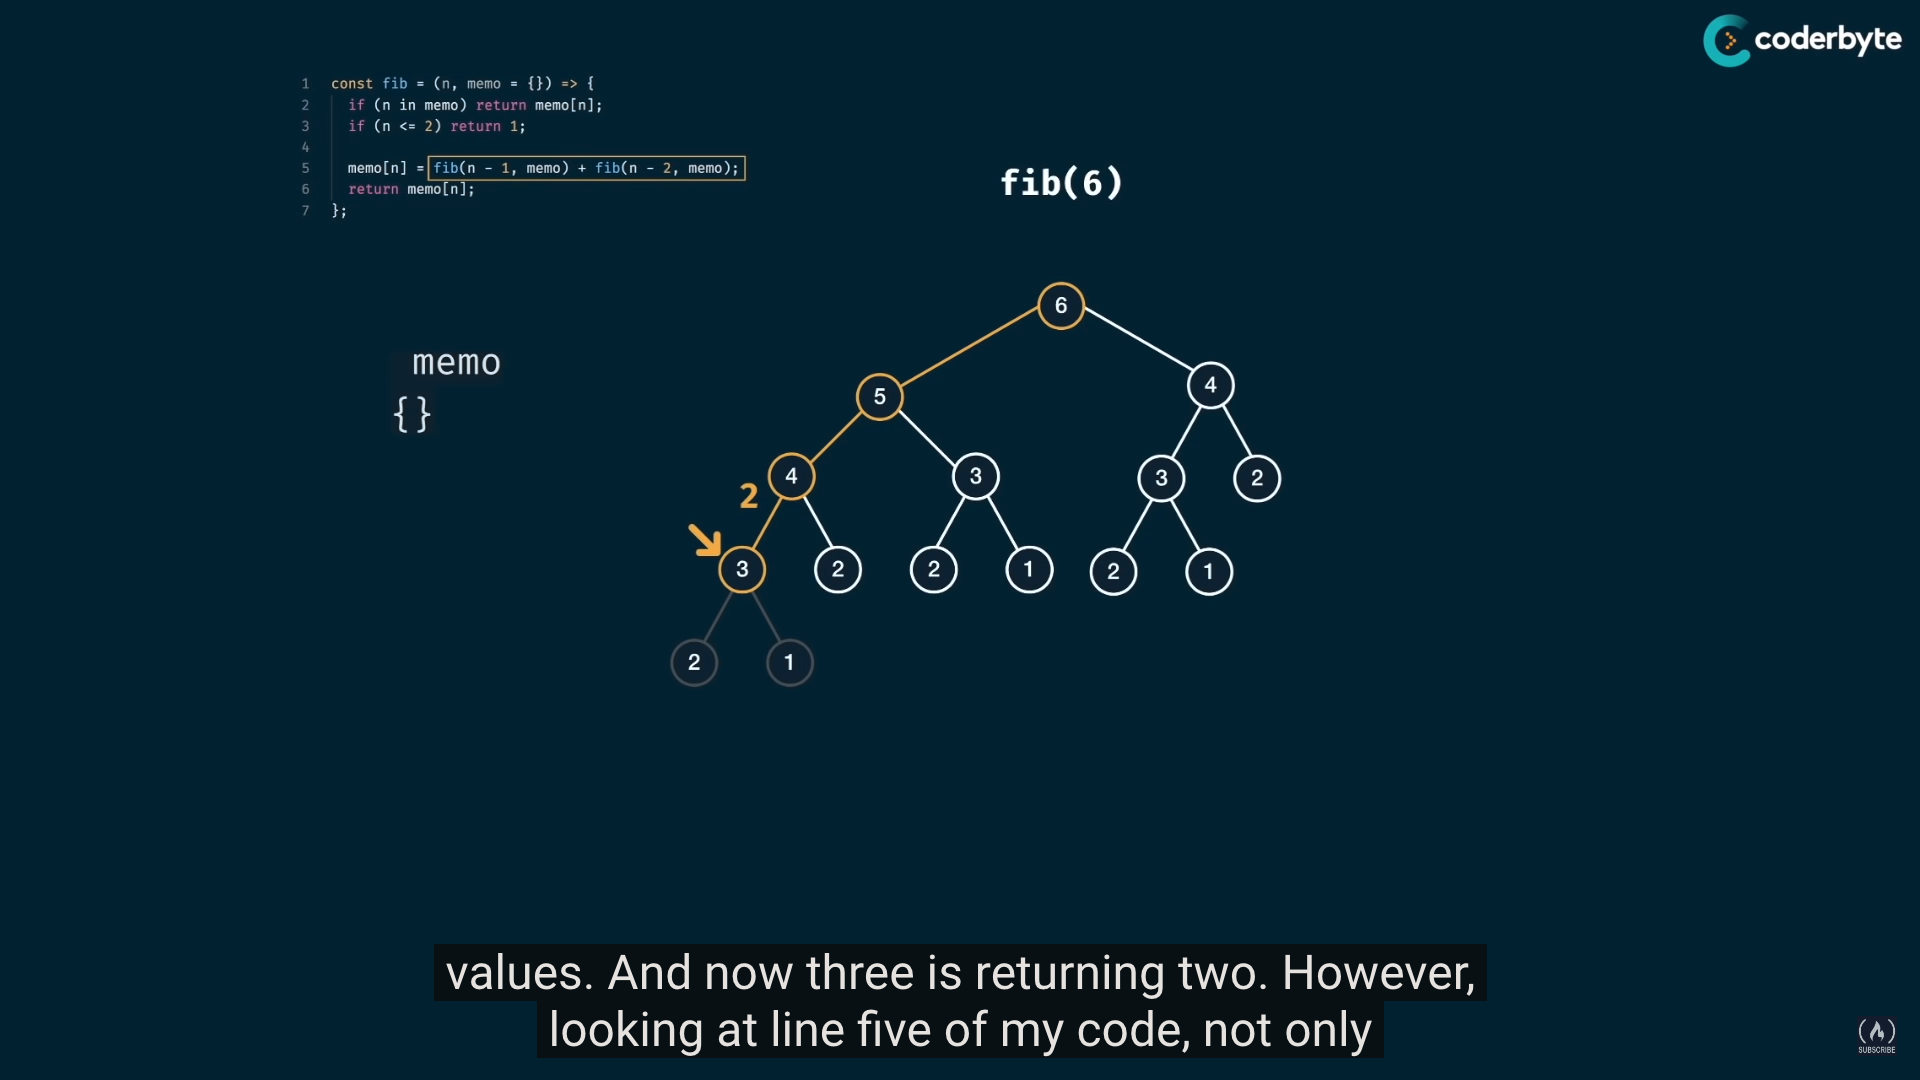 coderbyte
1 const fib = (n, memo = {}) => {
2 if (n in memo) return memo[n];
3 if (n <= 2) return 1;
4
5 memo[n] = fib(n - 1, memo) + fib(n - 2, memo);
6 return memo[n];
7 };
fib(6)
memo
{}
6
5
4
4
3
3
2
2
3
2
2
1
2
1
2
1
values. And now three is returning two. However,
looking at line five of my code, not only
SUBSCRIBE